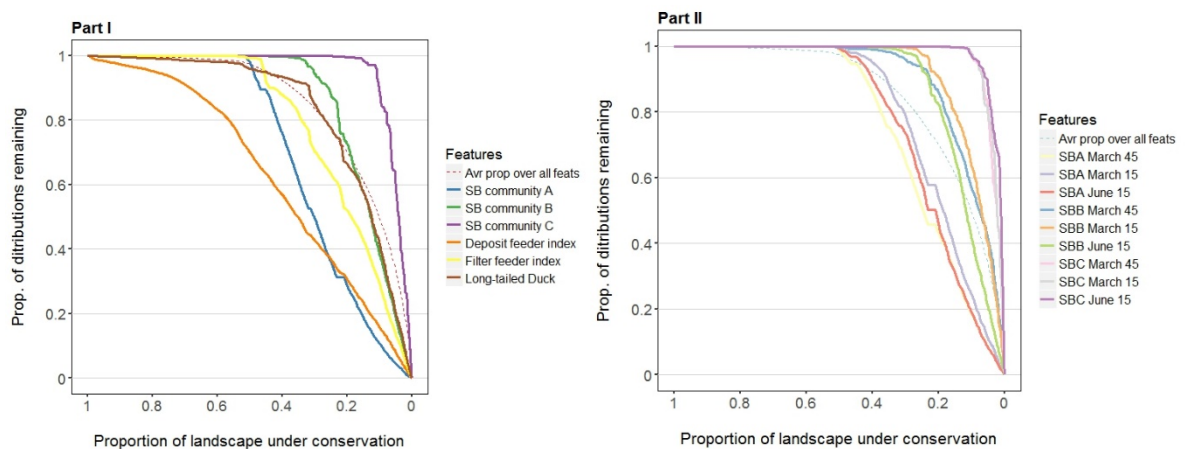 Part I
Prop. of ditributions remaining
1
0.8
0.6
0.4
0.2
0
1 0.8 0.6 0.4 0.2 0
Proportion of landscape under conservation
Features
Avr prop over all feats
SB community A
SB community B
SB community C
Deposit feeder index
Filter feeder index
Long-tailed Duck
Part II
Prop. of ditributions remaining
1
0.8
0.6
0.4
0.2
0
1 0.8 0.6 0.4 0.2 0
Proportion of landscape under conservation
Features
Avr prop over all feats
SBA March 45
SBA March 15
SBA June 15
SBB March 45
SBB March 15
SBB June 15
SBC March 45
SBC March 15
SBC June 15